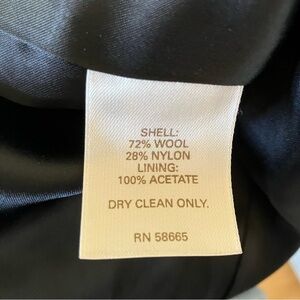 SHELL:
72% WOOL
28% NYLON
LINING:
100% ACETATE
DRY CLEAN ONLY.
RN 58665